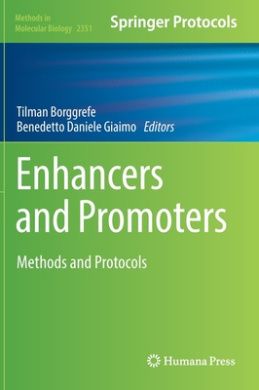 Methods in
Molecular Biology 2351
Springer Protocols
Tilman Borggrefe
Benedetto Daniele Giaimo Editors
Enhancers
and Promoters
Methods and Protocols
Humana Press